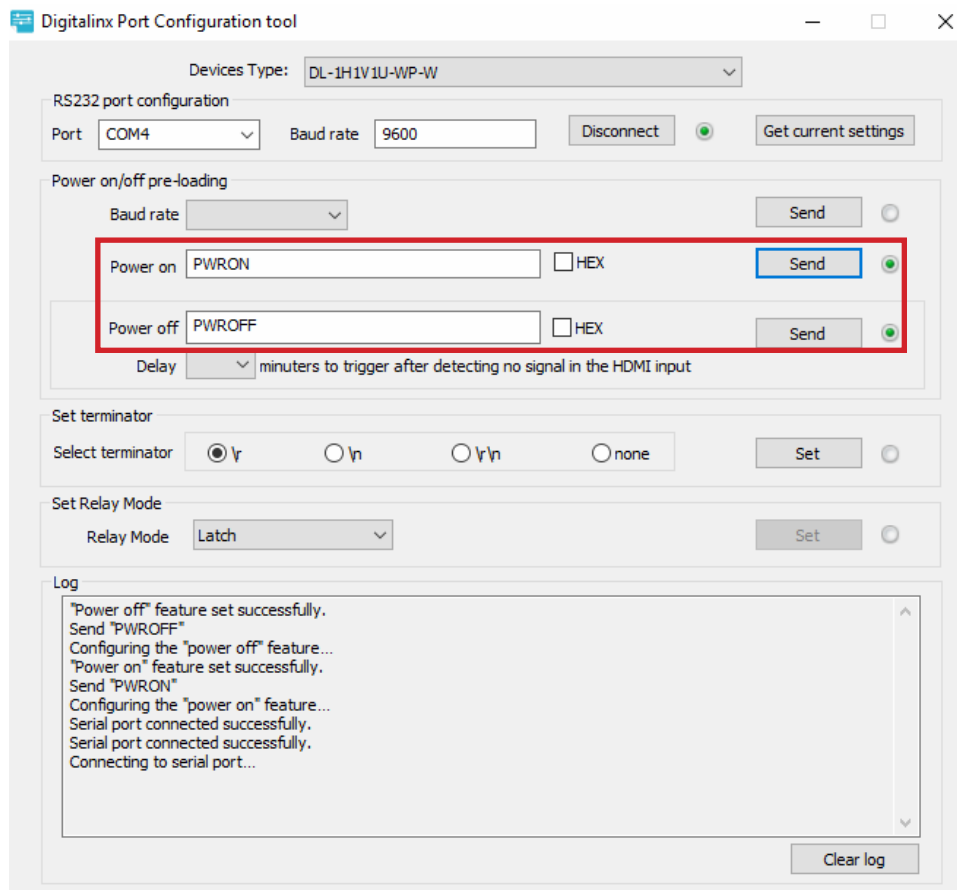 Digitalinx Port Configuration tool
Devices Type: DL-1H1V1U-WP-W
RS232 port configuration
Port COM4 Baud rate 9600 Disconnect Get current settings
Power on/off pre-loading
Baud rate Send
Power on PWRON HEX Send
Power off PWROFF HEX Send
Delay minuters to trigger after detecting no signal in the HDMI input
Set terminator
Select terminator \r \n \r\n none Set
Set Relay Mode
Relay Mode Latch Set
Log
"Power off" feature set successfully.
Send "PWROFF"
Configuring the "power off" feature...
"Power on" feature set successfully.
Send "PWRON"
Configuring the "power on" feature...
Serial port connected successfully.
Serial port connected successfully.
Connecting to serial port...
Clear log